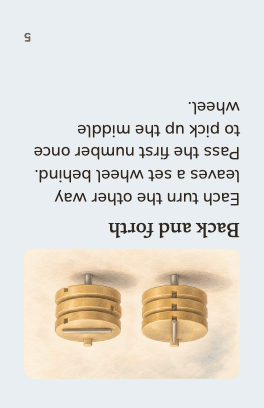 Back and forth
Each turn the other way
leaves a set wheel behind.
Pass the first number once
to pick up the middle
wheel.
5